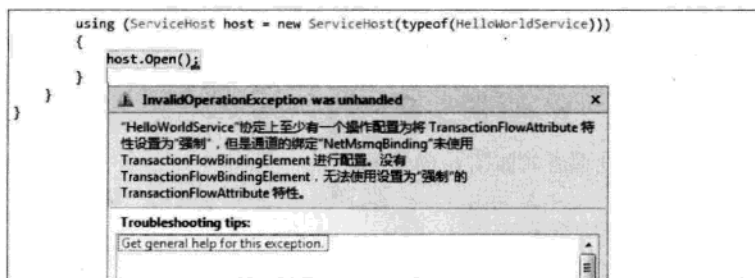 using (ServiceHost host = new ServiceHost(typeof(HelloWorldService)))
{
host.Open();
}
}
}
InvalidOperationException was unhandled
"HelloWorldService"协定上至少有一个操作配置为将 TransactionFlowAttribute 特
性设置为"强制"，但是通道的绑定"NetMsmqBinding"未使用
TransactionFlowBindingElement 进行配置。没有
TransactionFlowBindingElement，无法使用设置为"强制"的
TransactionFlowAttribute 特性。
Troubleshooting tips:
Get general help for this exception.